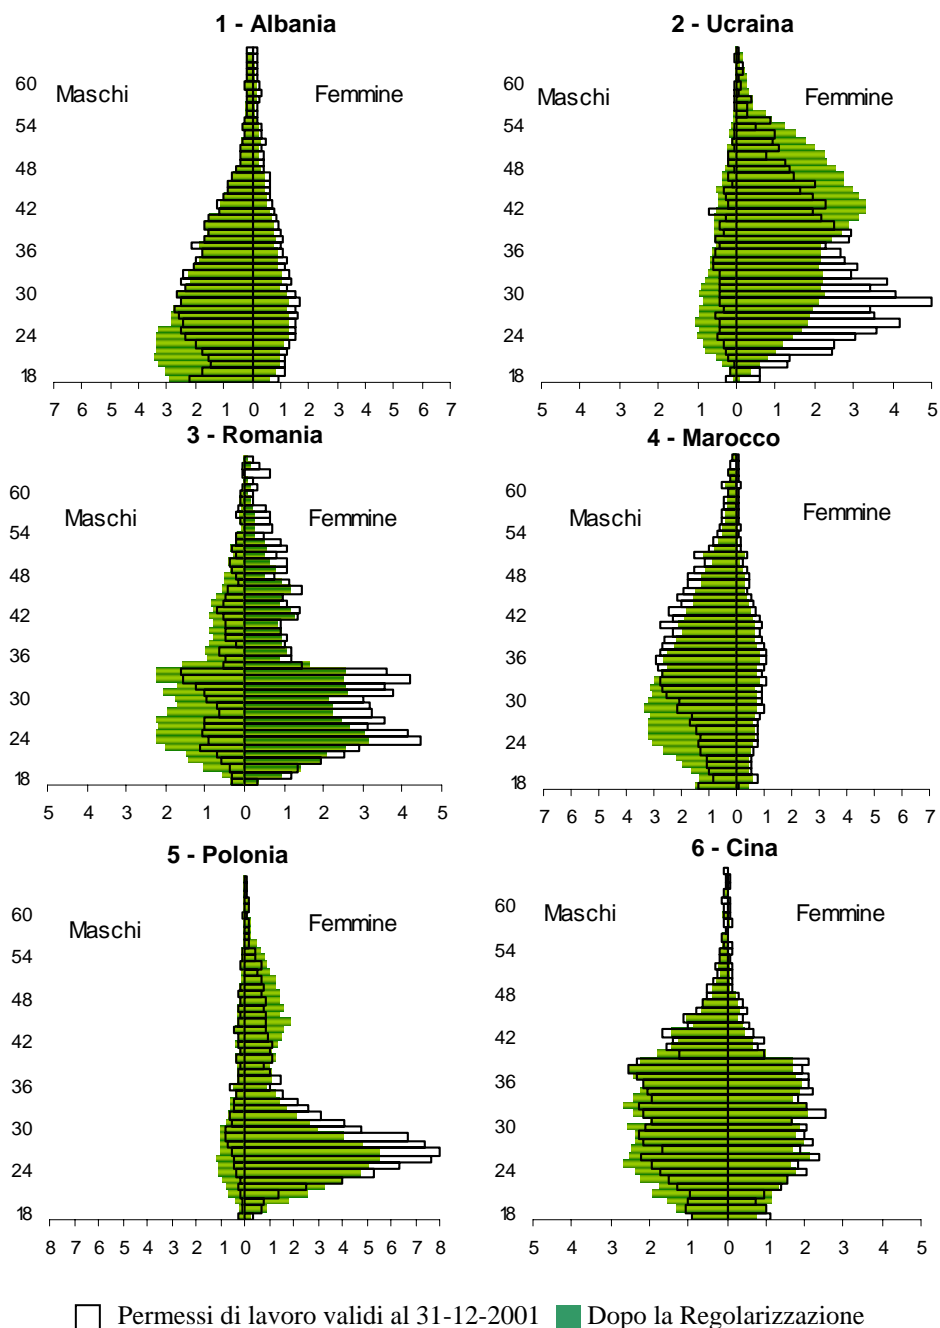 1 - Albania
Maschi
Femmine
60
54
48
42
36
30
24
18
7 6 5 4 3 2 1 0 1 2 3 4 5 6 7
2 - Ucraina
Maschi
Femmine
60
54
48
42
36
30
24
18
5 4 3 2 1 0 1 2 3 4 5
3 - Romania
Maschi
Femmine
60
54
48
42
36
30
24
18
5 4 3 2 1 0 1 2 3 4 5
4 - Marocco
Maschi
Femmine
60
54
48
42
36
30
24
18
7 6 5 4 3 2 1 0 1 2 3 4 5 6 7
5 - Polonia
Maschi
Femmine
60
54
48
42
36
30
24
18
8 7 6 5 4 3 2 1 0 1 2 3 4 5 6 7 8
6 - Cina
Maschi
Femmine
60
54
48
42
36
30
24
18
5 4 3 2 1 0 1 2 3 4 5
Permessi di lavoro validi al 31-12-2001 Dopo la Regolarizzazione